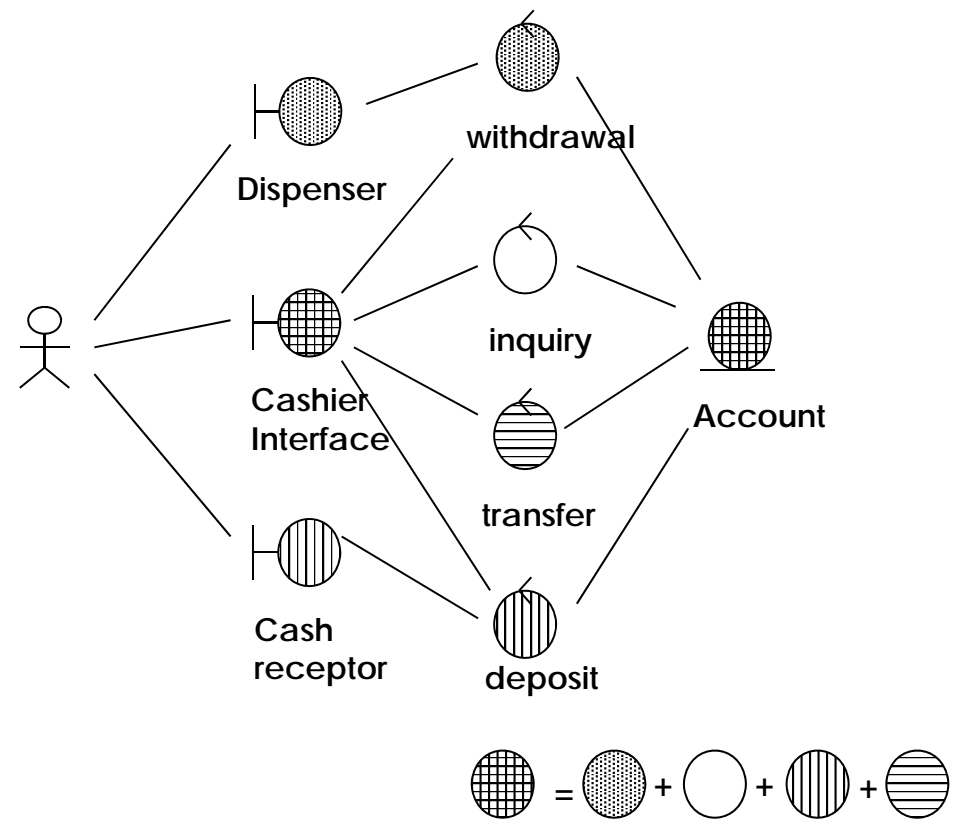 withdrawal
Dispenser
inquiry
Cashier
Interface
Account
transfer
Cash
receptor
deposit
= + + +